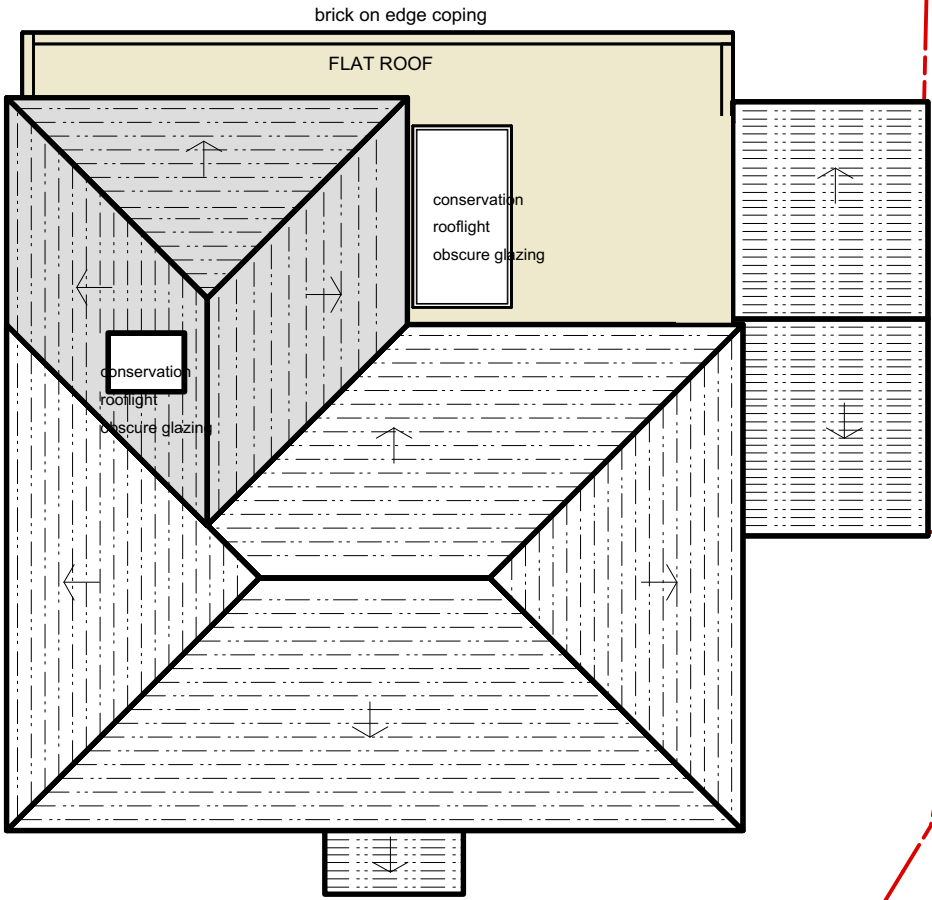 brick on edge coping
FLAT ROOF
conservation
rooflight
obscure glazing
conservation
rooflight
obscure glazing